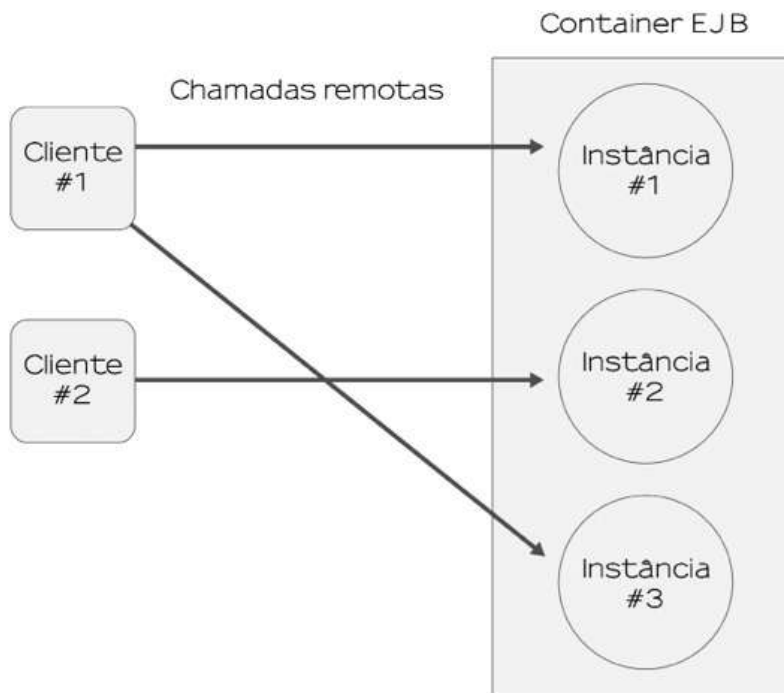 Container EJB
Chamadas remotas
Cliente
#1
Instância
#1
Cliente
#2
Instância
#2
Instância
#3